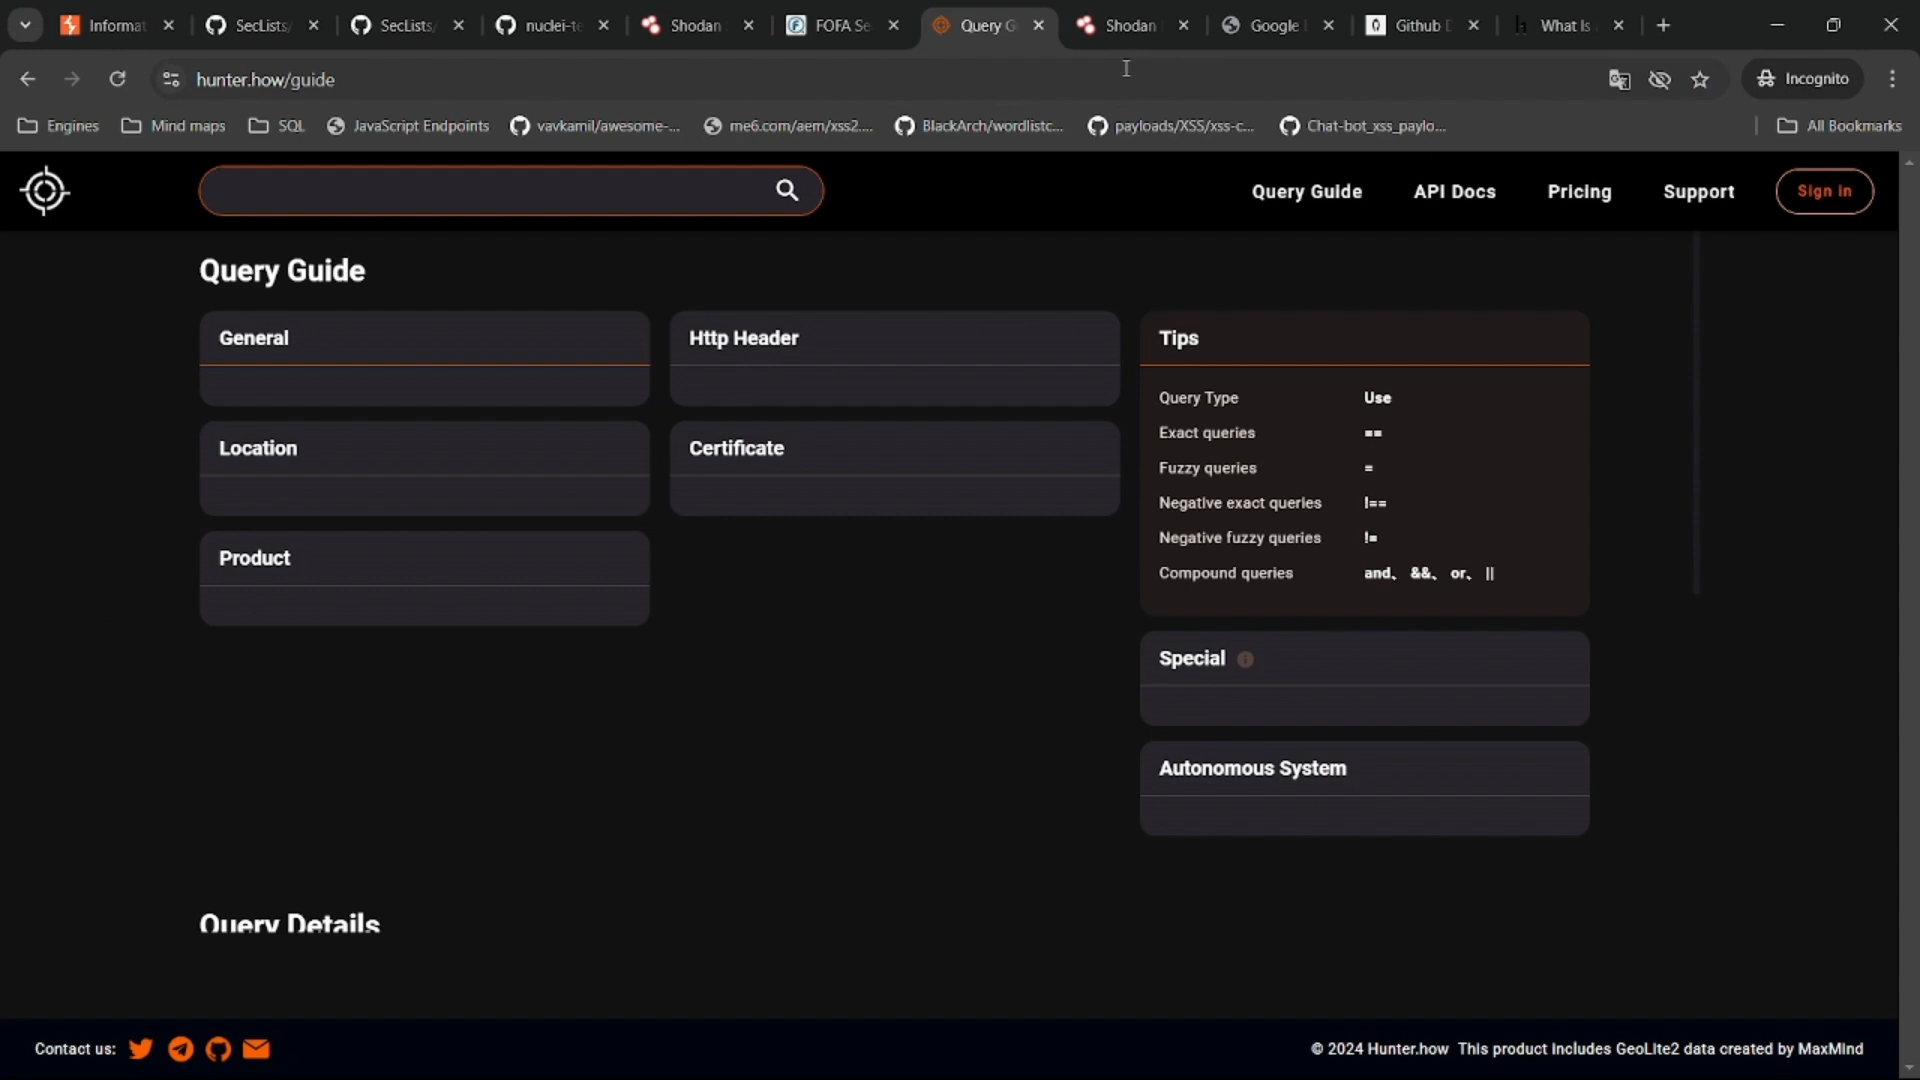 Informat
SecLists/
SecLists/
nuclei-te
Shodan
FOFA Se
Query G
Shodan
Google
Github D
What Is
hunter.how/guide
Incognito
Engines
Mind maps
SQL
JavaScript Endpoints
vavkamil/awesome-...
me6.com/aem/xss2....
BlackArch/wordlistc...
payloads/XSS/xss-c...
Chat-bot_xss_paylo...
All Bookmarks
Query Guide
API Docs
Pricing
Support
Sign in
Query Guide
General
Http Header
Tips
Query Type Use
Exact queries ==
Fuzzy queries =
Negative exact queries !==
Negative fuzzy queries !=
Compound queries and、 &&、 or、 ||
Location
Certificate
Product
Special
Autonomous System
Query Details
Contact us:
© 2024 Hunter.how This product includes GeoLite2 data created by MaxMind